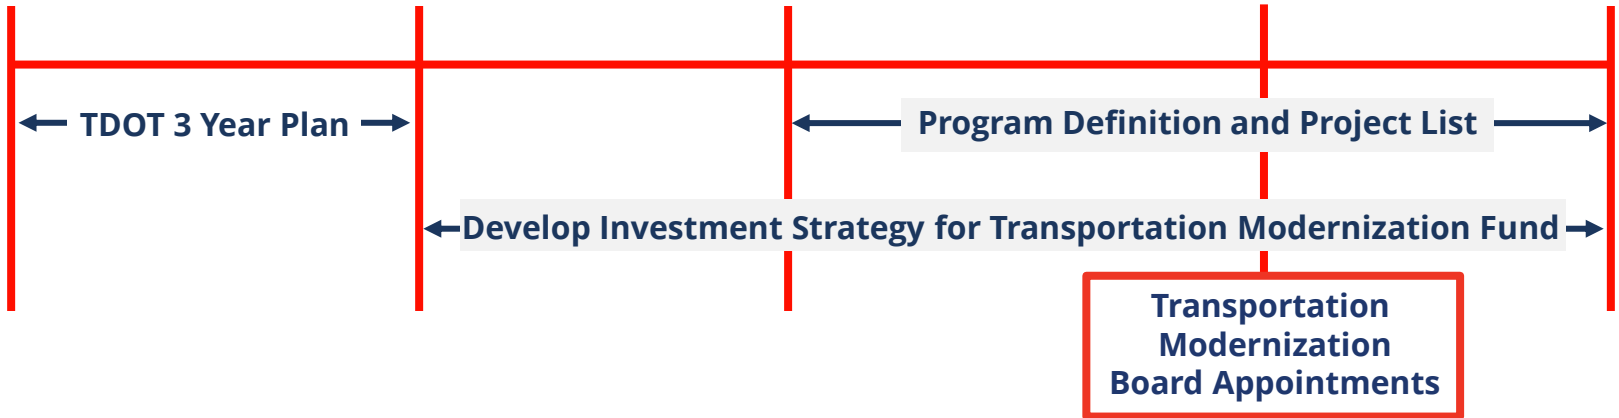 TDOT 3 Year Plan
Program Definition and Project List
Develop Investment Strategy for Transportation Modernization Fund
Transportation
Modernization
Board Appointments